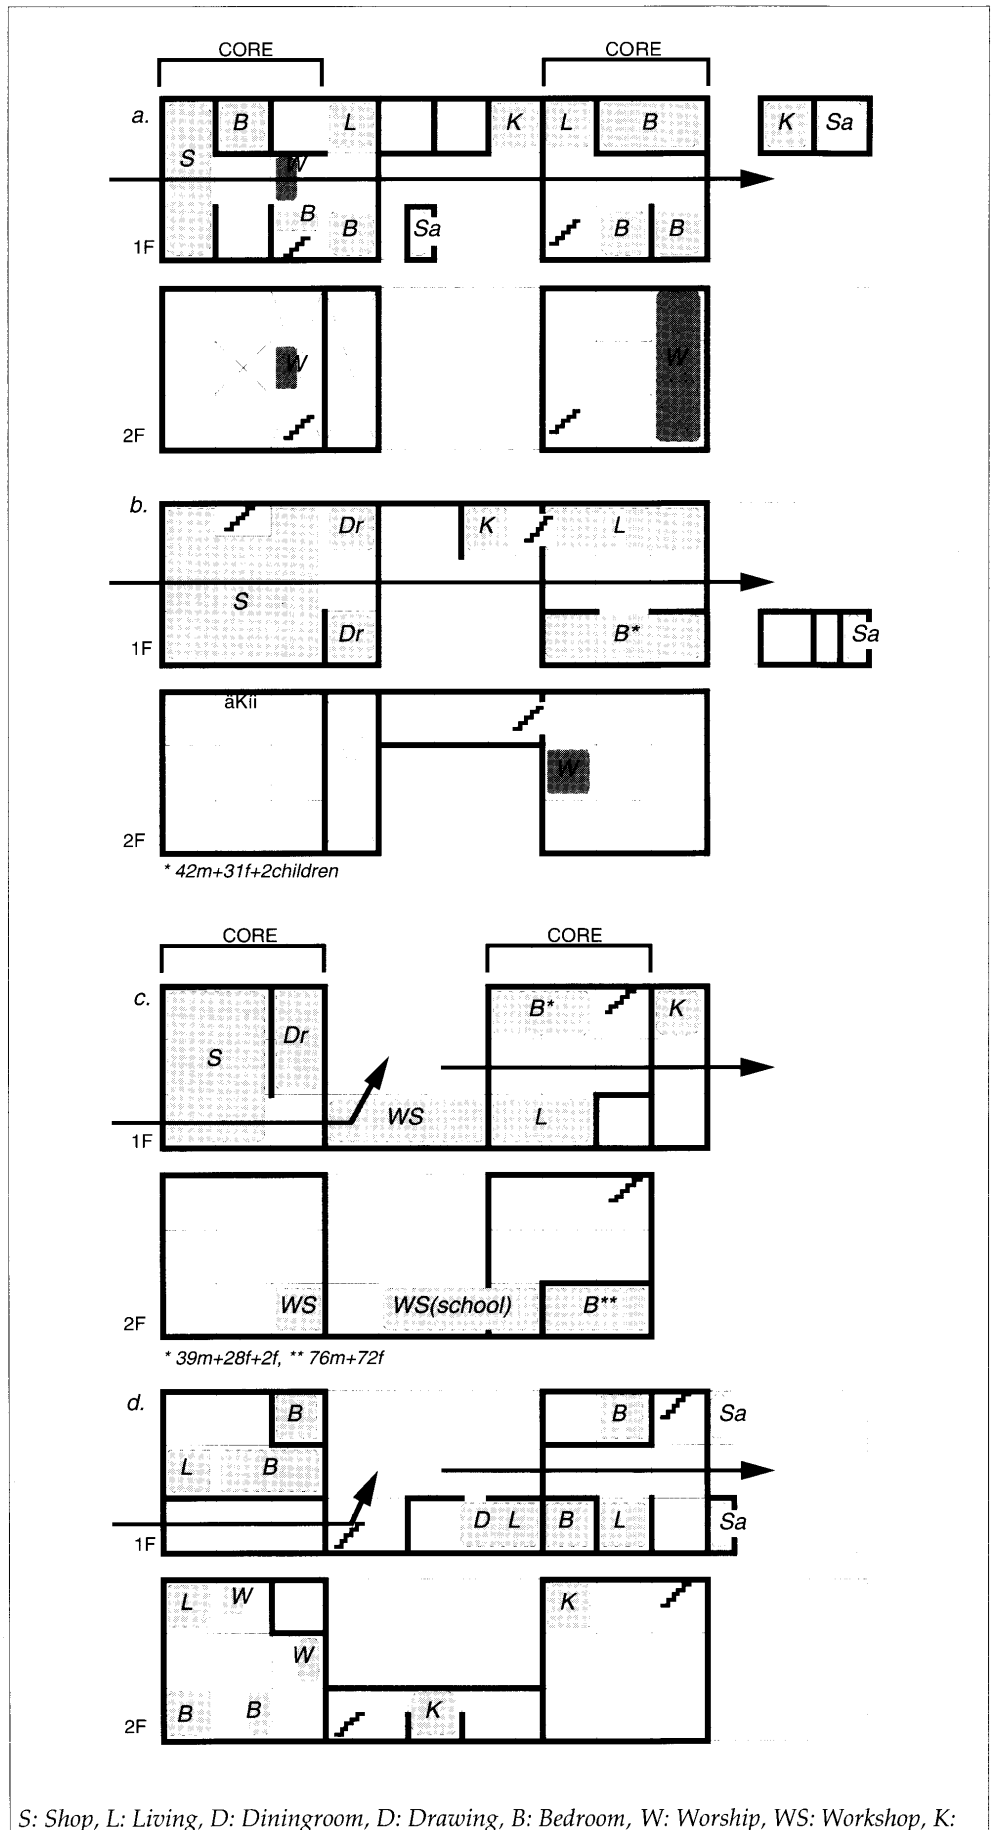 CORE CORE
a. B L K L B K Sa
S W
B B Sa B B
1F
W W
2F
b. Dr K L
S
Dr B* Sa
1F
äKii
W
2F
* 42m+31f+2children
CORE CORE
c. B* K
S Dr
WS L
1F
WS WS(school) B**
2F
* 39m+28f+2f, ** 76m+72f
d. B B Sa
L B
D L B L Sa
1F
L W K
W
B B K
2F
S: Shop, L: Living, D: Diningroom, D: Drawing, B: Bedroom, W: Worship, WS: Workshop, K: